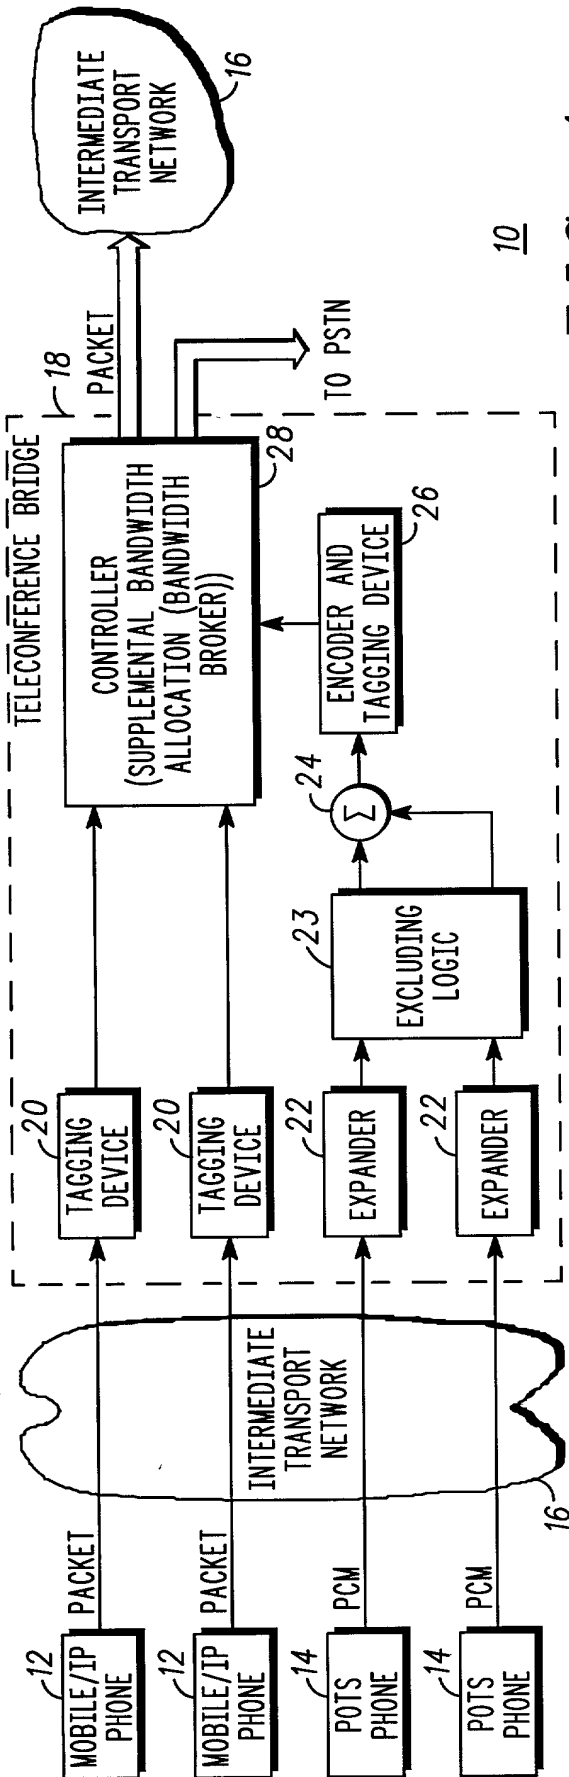 12
MOBILE/IP
PHONE
PACKET
12
MOBILE/IP
PHONE
PACKET
14
POTS
PHONE
PCM
14
POTS
PHONE
PCM
INTERMEDIATE
TRANSPORT
NETWORK
16
TELECONFERENCE BRIDGE
18
20
TAGGING
DEVICE
20
TAGGING
DEVICE
22
EXPANDER
22
EXPANDER
23
EXCLUDING
LOGIC
24
Σ
ENCODER AND
TAGGING DEVICE
26
CONTROLLER
(SUPPLEMENTAL BANDWIDTH
ALLOCATION (BANDWIDTH
BROKER))
28
PACKET
TO PSTN
INTERMEDIATE
TRANSPORT
NETWORK
16
10